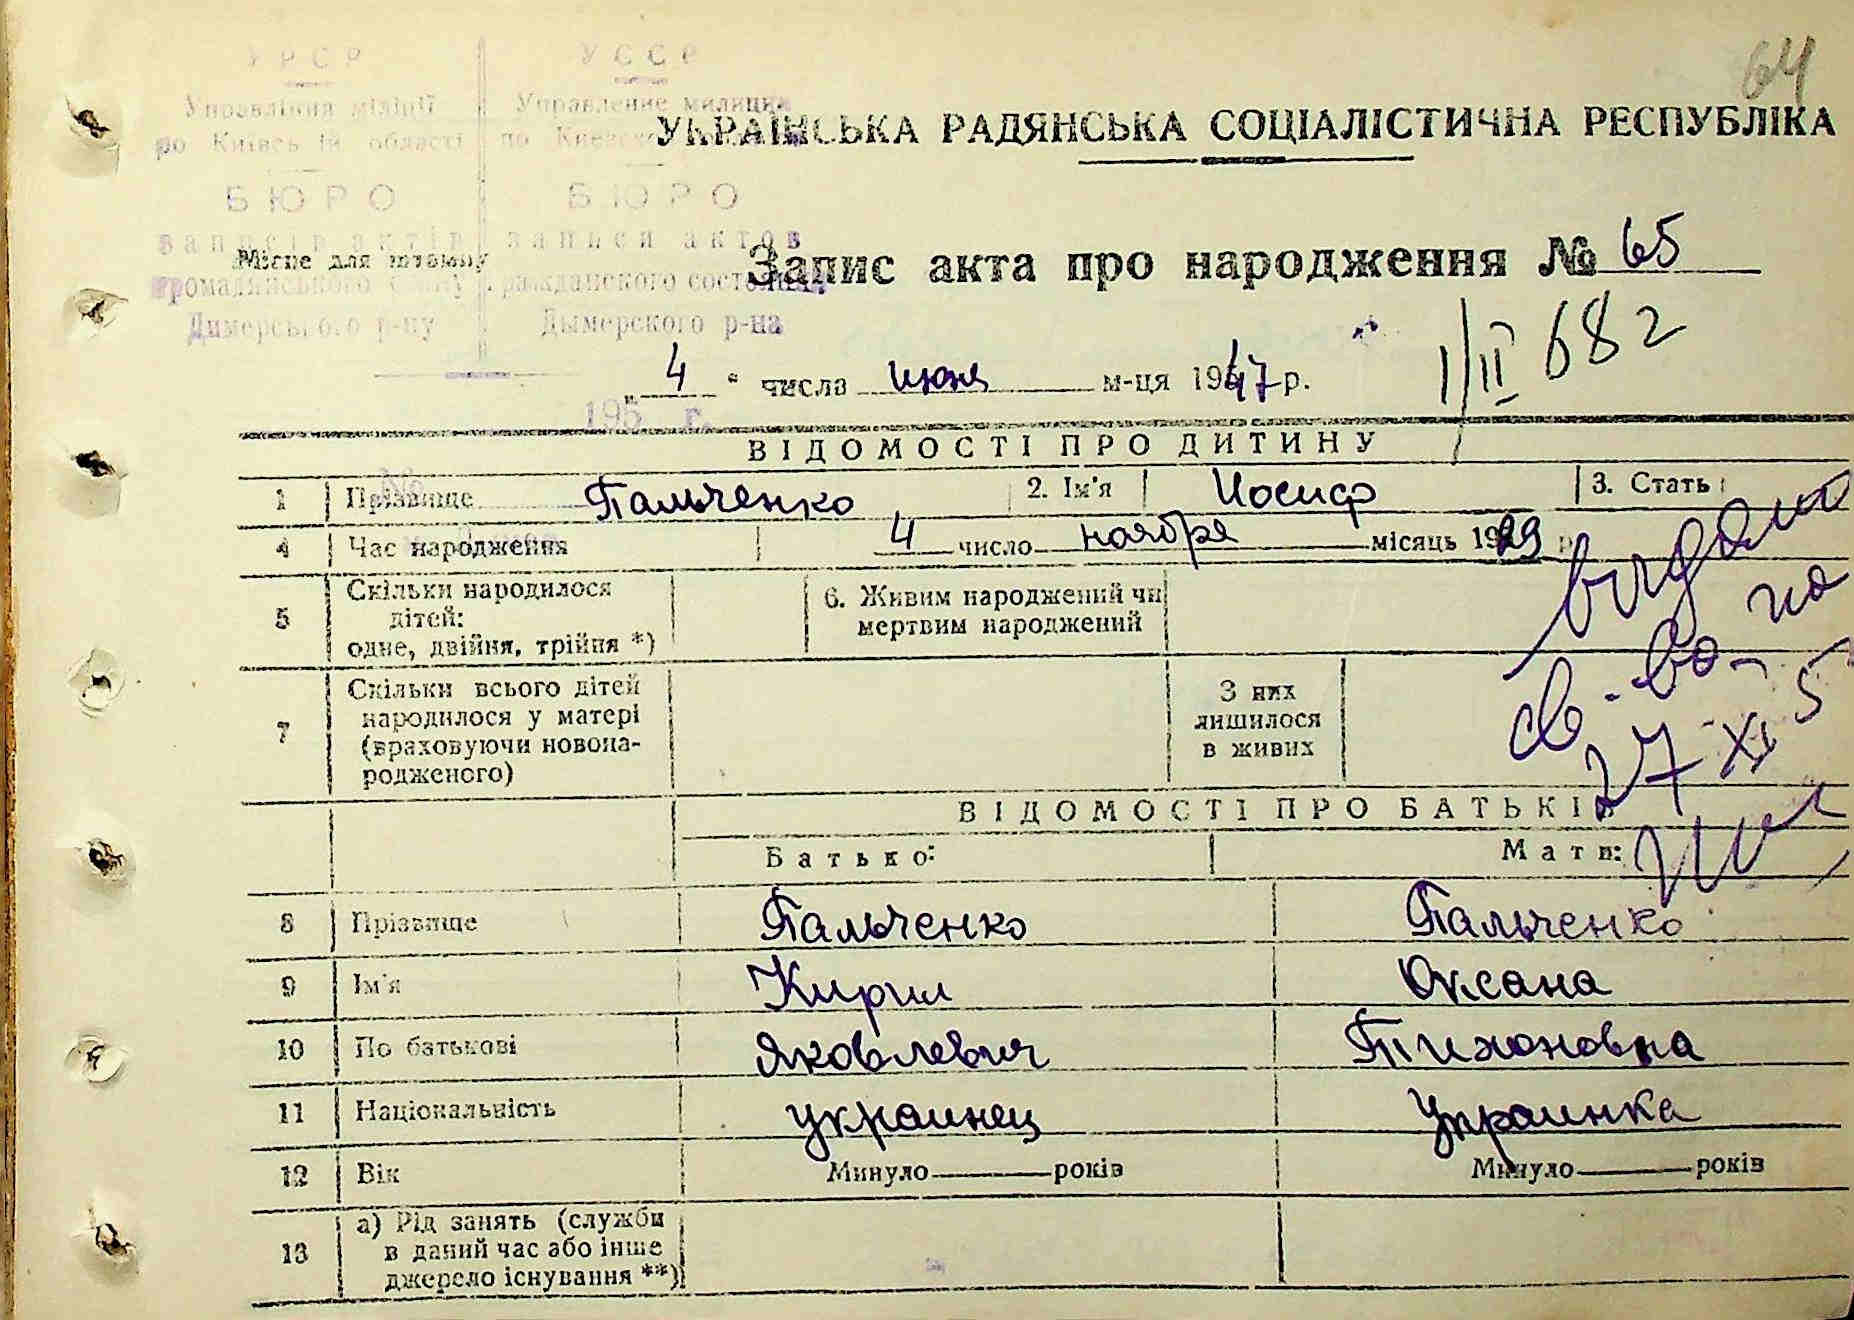 64
УРСР УССР
Управління міліції Управление милиции
по Київській області по Киевской
УКРАЇНСЬКА РАДЯНСЬКА СОЦІАЛІСТИЧНА РЕСПУБЛІКА
БЮРО БЮРО
записів актів записи актов
Місце для штампу
Запис акта про народження № 65
громадянського стану гражданского состояния
Димерського р-ну Дымерского р-на
I/II 682
„ 4 “ числа июня м-ця 1947 р.
195 г.
ВІДОМОСТІ ПРО ДИТИНУ
№
1 Прізвище Пальченко 2. Ім'я Иосиф 3. Стать
4 Час народження 4 число ноября місяць 1929 р
видано
5 Скільки народилося дітей: одне, двійня, трійня *) 6. Живим народжений чи мертвим народжений
св-во на
7 Скільки всього дітей народилося у матері (враховуючи новонародженого) З них лишилося в живих
27 XI 5
ВІДОМОСТІ ПРО БАТЬКІВ
Батько: Мати:
8 Прізвище Пальченко Пальченко
9 Ім'я Кирил Оксана
10 По батькові Яковлевич Тихоновна
11 Національність украинец Украинка
12 Вік Минуло років Минуло років
13 а) Рід занять (служби в даний час або інше джерело існування **)